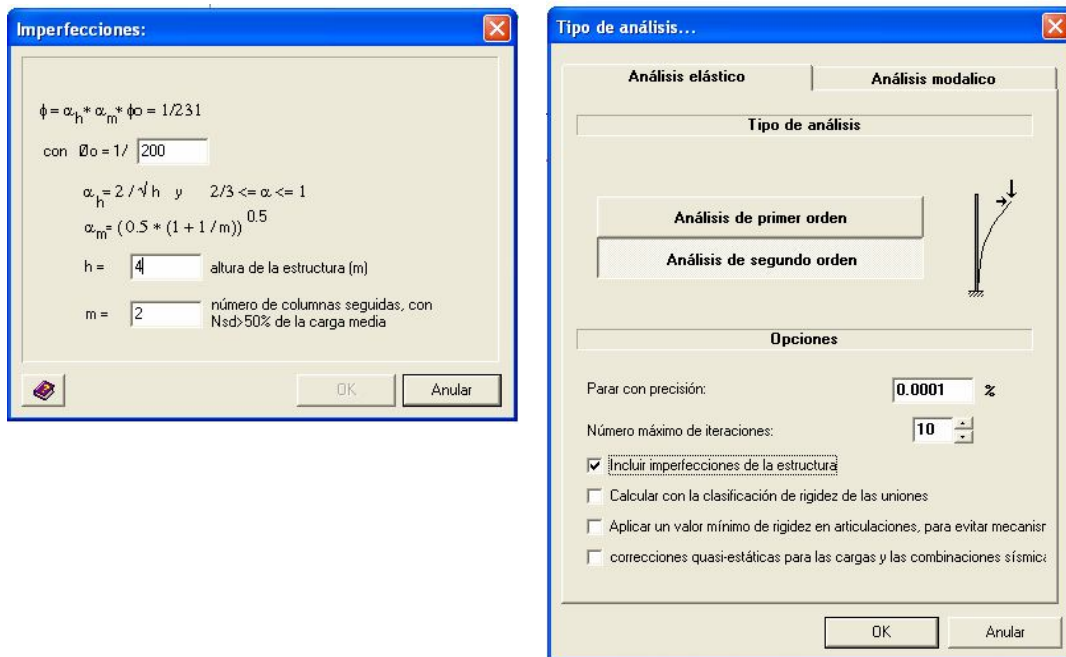 Imperfecciones:
ϕ = αh* αm* ϕo = 1/231
con Øo = 1/ 200
αh= 2 / √ h y 2/3 <= α <= 1
αm= ( 0.5 * ( 1 + 1 / m)) 0.5
h = 4 altura de la estructura (m)
m = 2 número de columnas seguidas, con
Nsd>50% de la carga media
OK Anular
Tipo de análisis...
Análisis elástico Análisis modalico
Tipo de análisis
Análisis de primer orden
Análisis de segundo orden
Opciones
Parar con precisión: 0.0001 %
Número máximo de iteraciones: 10
Incluir imperfecciones de la estructura
Calcular con la clasificación de rigidez de las uniones
Aplicar un valor mínimo de rigidez en articulaciones, para evitar
correcciones quasi-estáticas para las cargas y las combinaciones
OK Anular